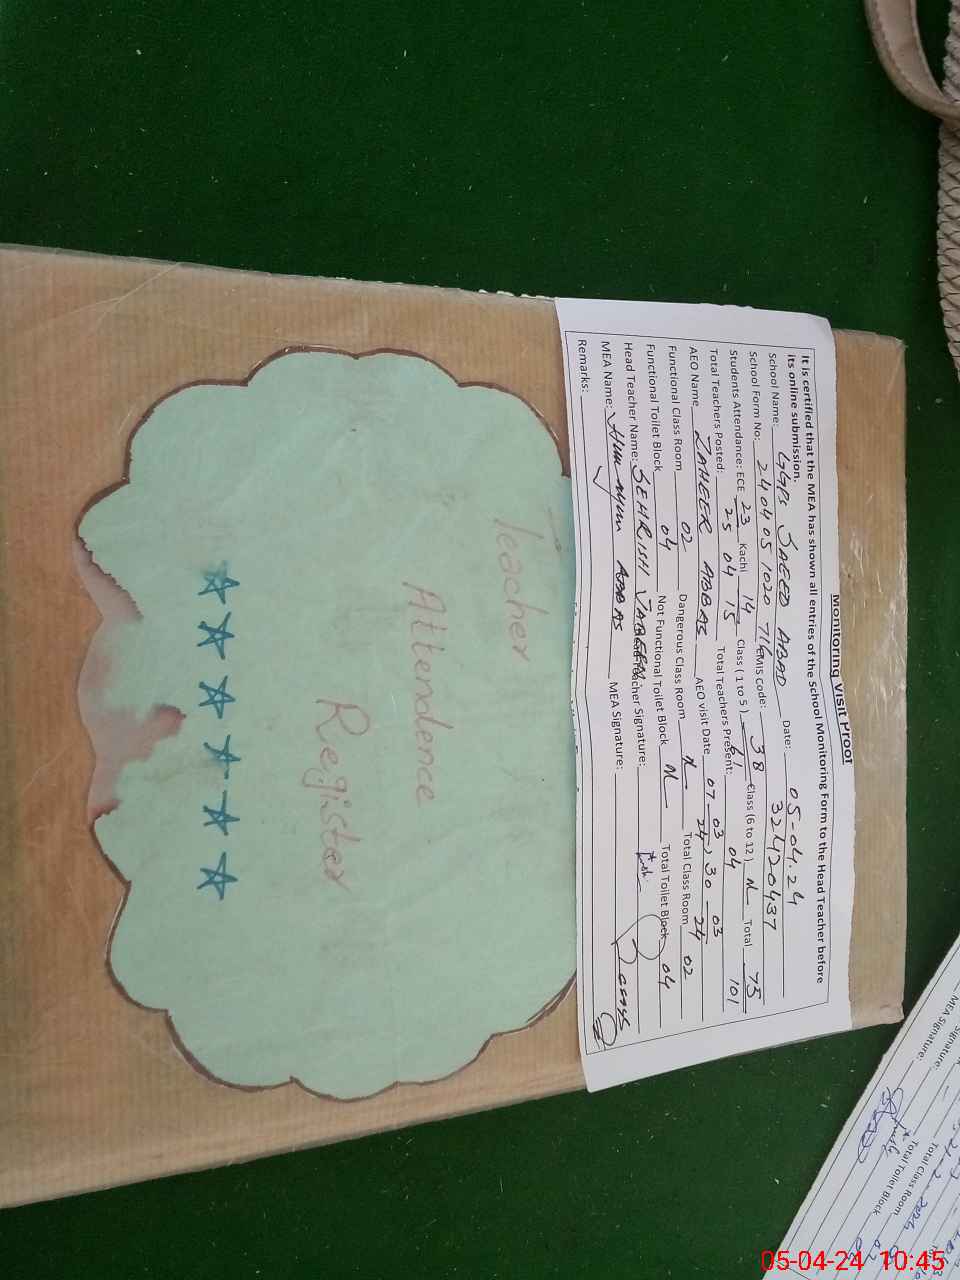 Monitoring Visit Proof
It is certified that the MEA has shown all entries of the School Monitoring Form to the Head Teacher before
its online submission.
School Name: GGPS SAEED ABAD Date: 05-04.24
School Form No: 24040510207 EMIS Code: 32420437
Students Attendance: ECE 23 Kachi 14 Class (1 to 5) 38 Class (6 to 12) N Total 75
25 15 61 101
Total Teachers Posted: 04 Total Teachers Present: 04
AEO Name ZAHEER ABBAS AEO visit Date 07-03-24, 30-03-24
Functional Class Room 02 Dangerous Class Room N Total Class Room 02
Functional Toilet Block 04 Not Functional Toilet Block N Total Toilet Block 04
Head Teacher Name: SEHRISH JABEEN Head Teacher Signature:
MEA Name: Humayun ABBAS MEA Signature:
Remarks:
Teacher
Attendence
Register
MEA Signature:
Signature:
Total Class Room
Total Toilet Block 02
05-04-24 10:45